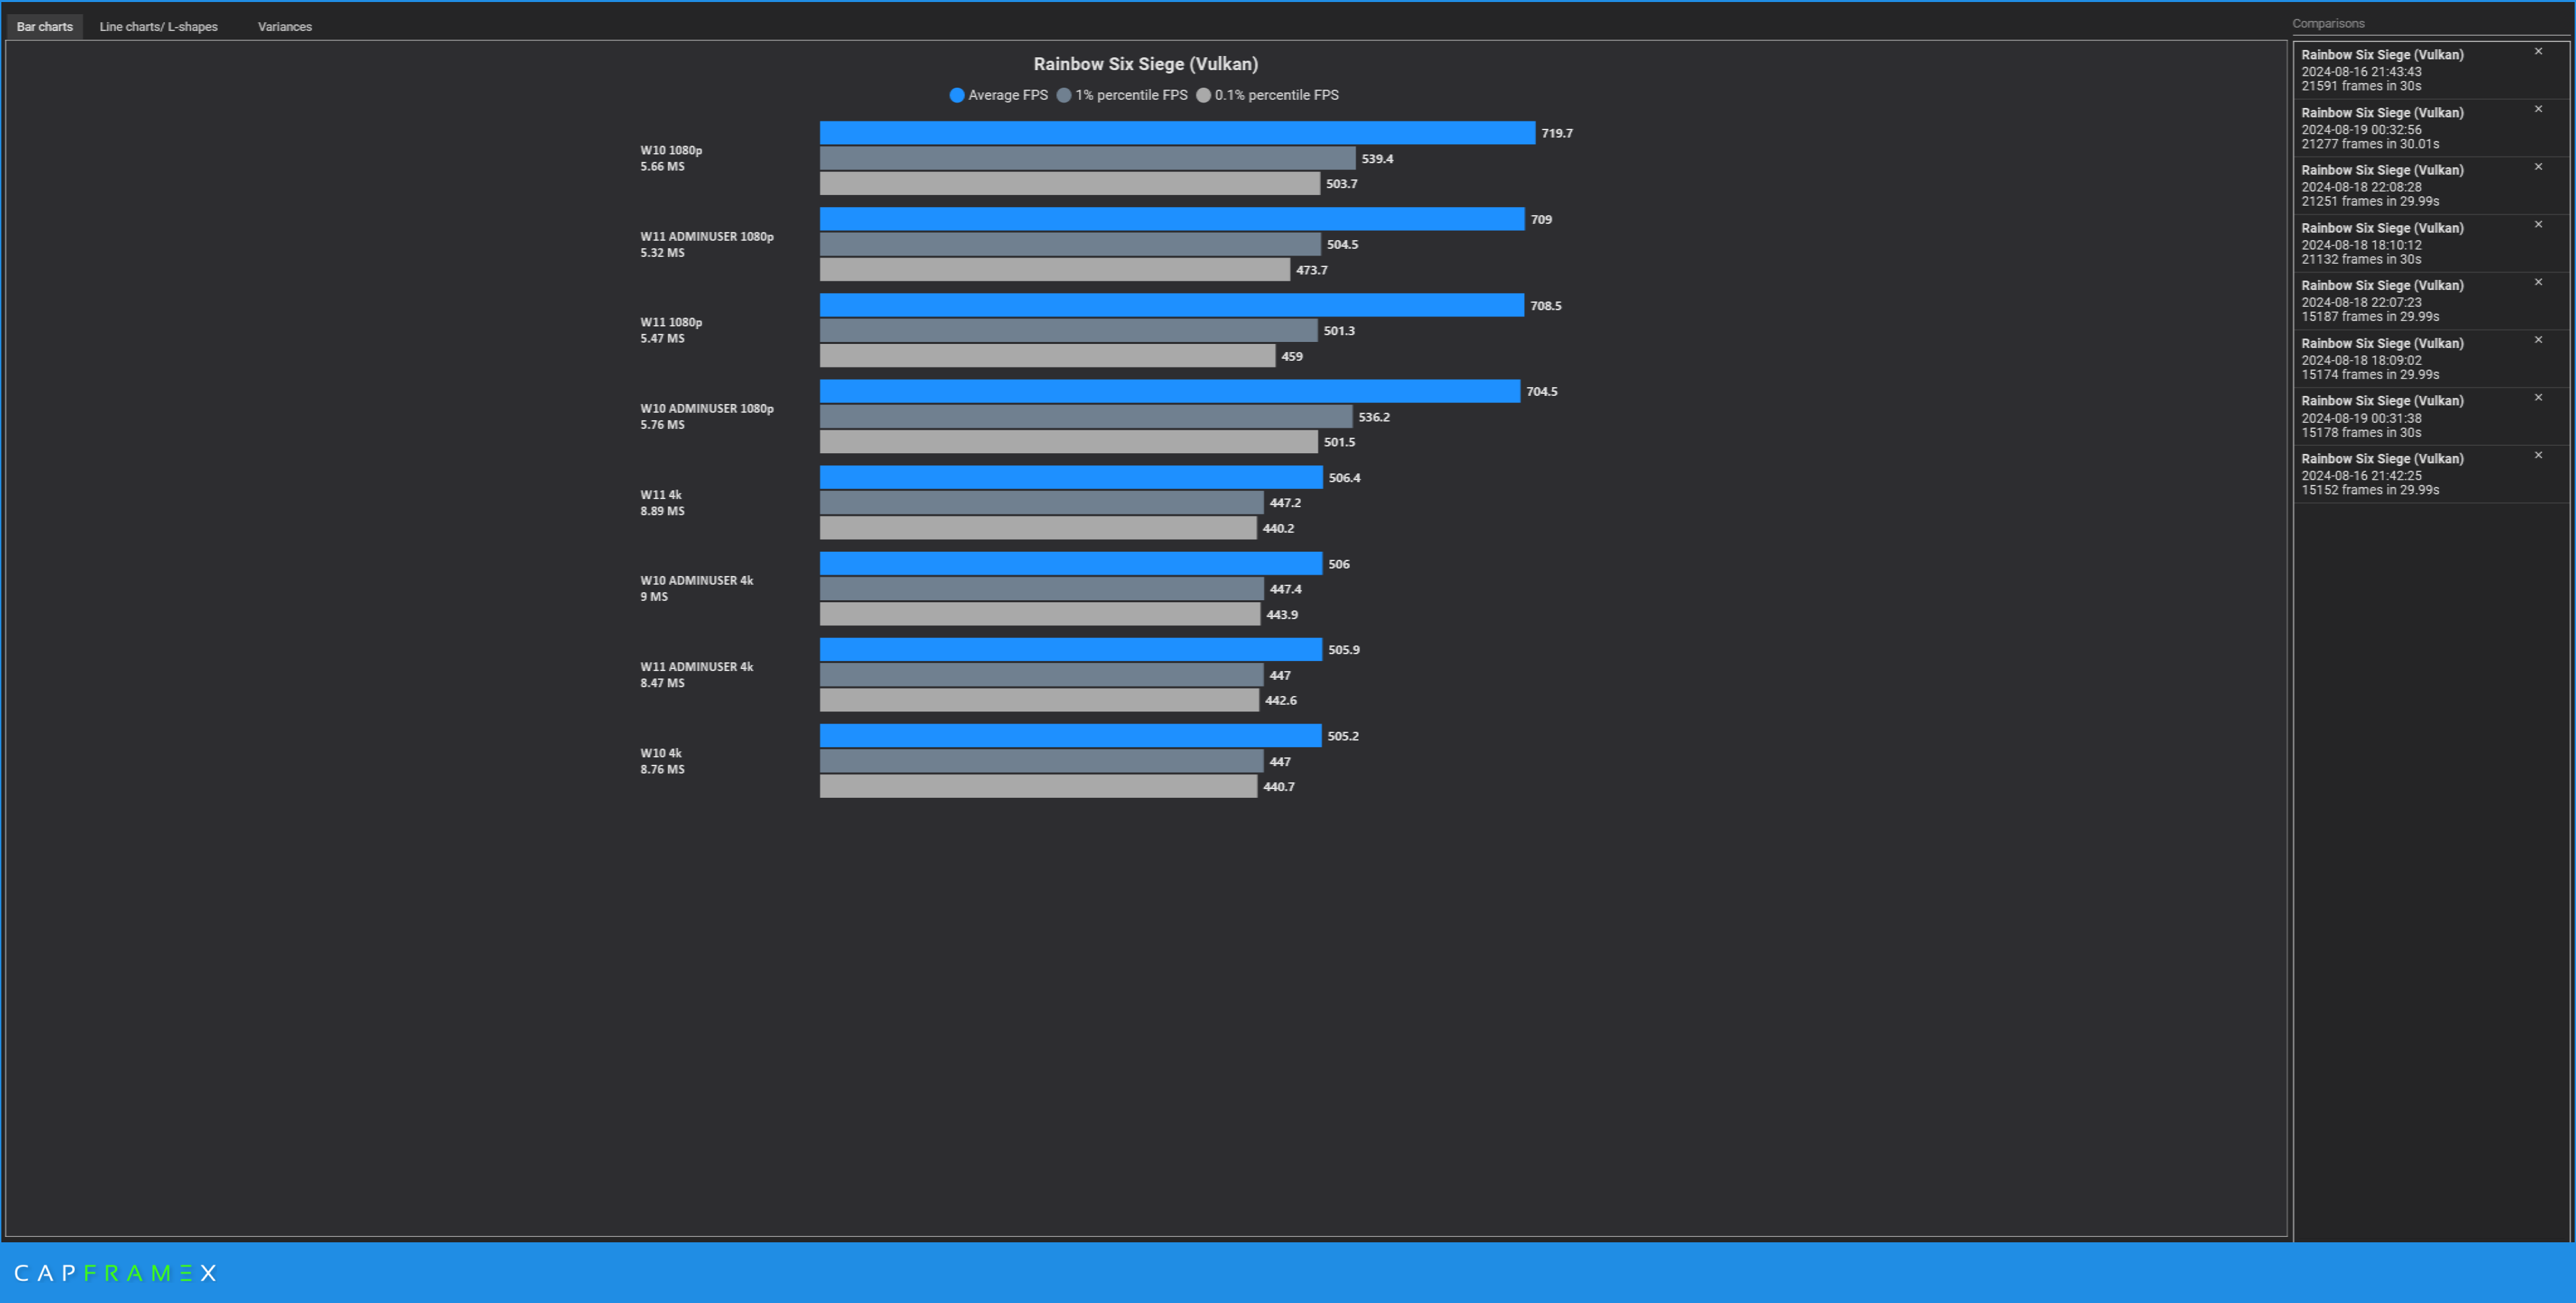 Bar charts
Line charts/ L-shapes
Variances
Rainbow Six Siege (Vulkan)
Average FPS
1% percentile FPS
0.1% percentile FPS
W10 1080p
5.66 MS
719.7
539.4
503.7
W11 ADMINUSER 1080p
5.32 MS
709
504.5
473.7
W11 1080p
5.47 MS
708.5
501.3
459
W10 ADMINUSER 1080p
5.76 MS
704.5
536.2
501.5
W11 4k
8.89 MS
506.4
447.2
440.2
W10 ADMINUSER 4k
9 MS
506
447.4
443.9
W11 ADMINUSER 4k
8.47 MS
505.9
447
442.6
W10 4k
8.76 MS
505.2
447
440.7
Comparisons
Rainbow Six Siege (Vulkan)
2024-08-16 21:43:43
21591 frames in 30s
Rainbow Six Siege (Vulkan)
2024-08-19 00:32:56
21277 frames in 30.01s
Rainbow Six Siege (Vulkan)
2024-08-18 22:08:28
21251 frames in 29.99s
Rainbow Six Siege (Vulkan)
2024-08-18 18:10:12
21132 frames in 30s
Rainbow Six Siege (Vulkan)
2024-08-18 22:07:23
15187 frames in 29.99s
Rainbow Six Siege (Vulkan)
2024-08-18 18:09:02
15174 frames in 29.99s
Rainbow Six Siege (Vulkan)
2024-08-19 00:31:38
15178 frames in 30s
Rainbow Six Siege (Vulkan)
2024-08-16 21:42:25
15152 frames in 29.99s
CAPFRAMEX